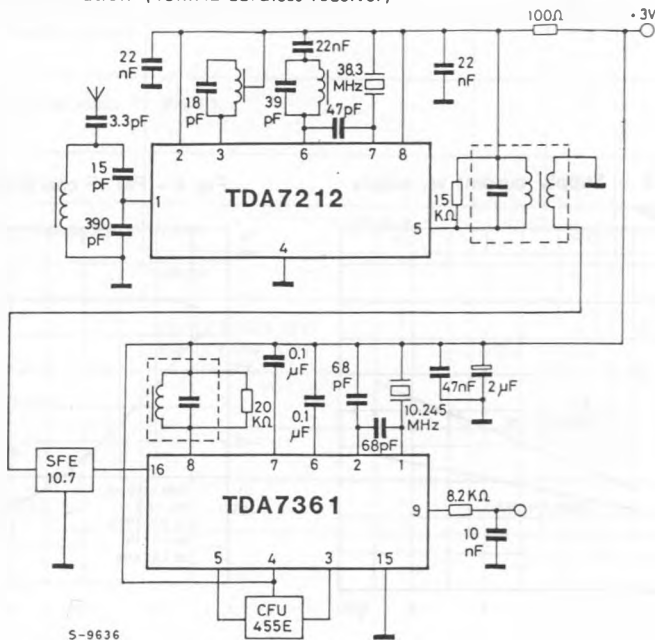 100Ω
+3V
22 nF
22nF
38.3 MHz
22 nF
18 pF
39 pF
47pF
3.3pF
15 pF
390 pF
2
3
6
7
8
1
TDA7212
5
4
15 KΩ
0.1 µF
68 pF
20 KΩ
0.1 µF
10.245 MHz
68pF
47nF
2µF
SFE 10.7
16
8
7
6
2
1
TDA7361
9
8.2KΩ
10 nF
5
4
3
15
CFU 455E
S-9636